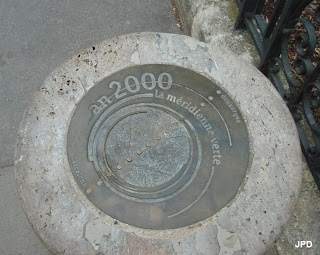 an 2000
la méridienne verte
JPD